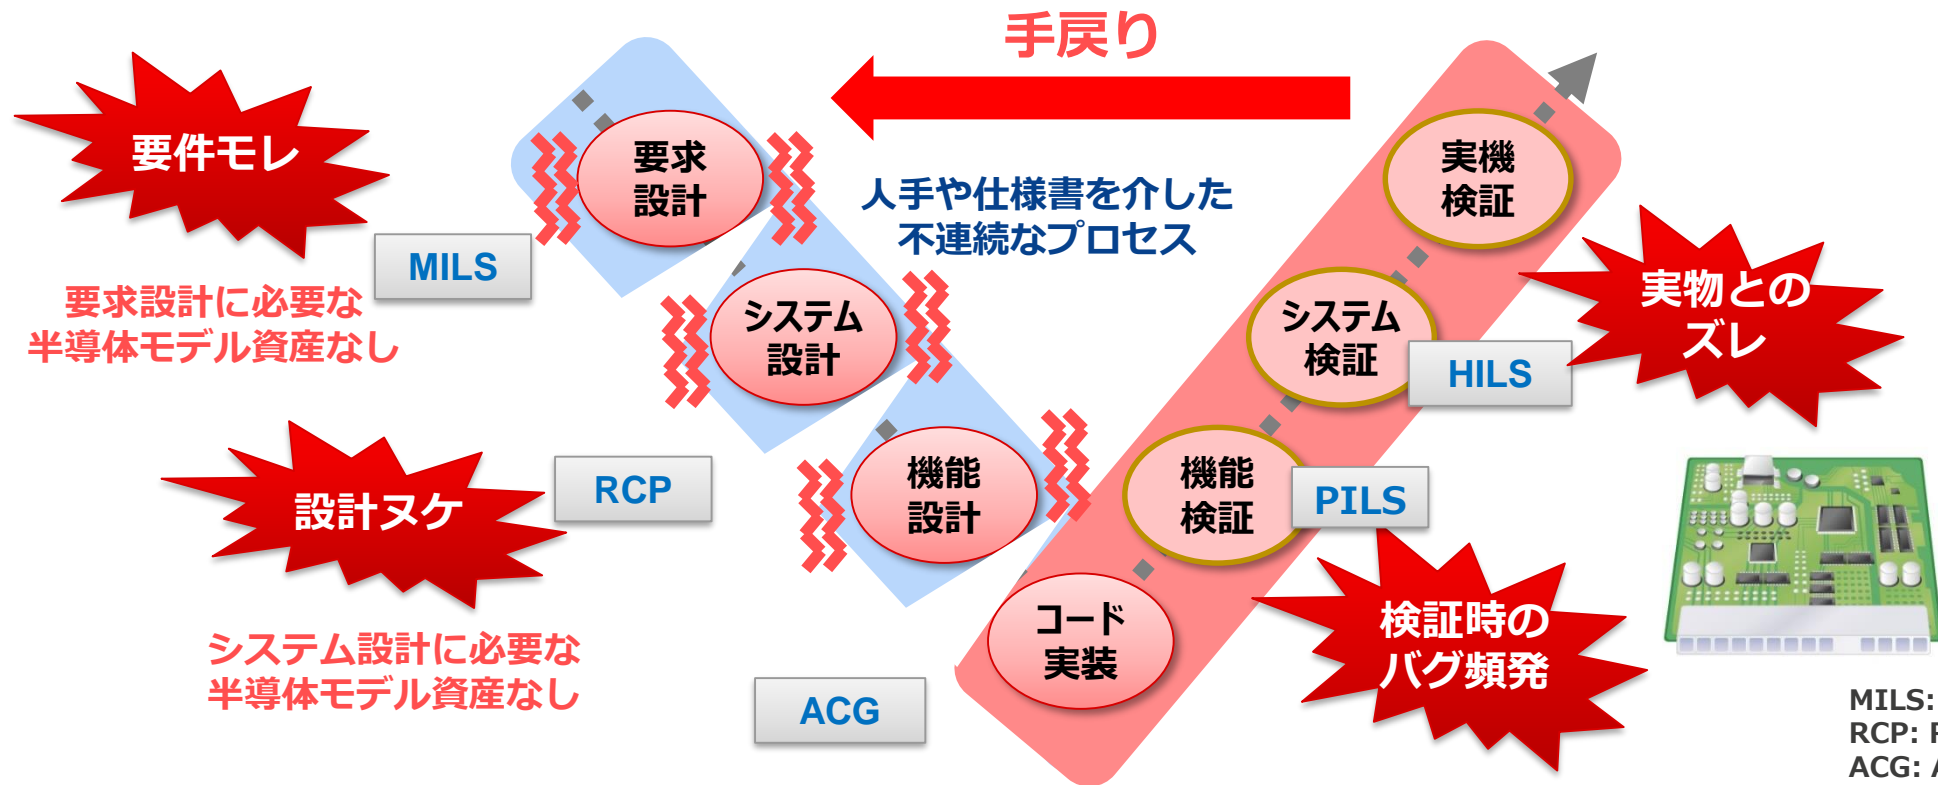 手戻り
要件モレ
要求
設計
実機
検証
人手や仕様書を介した
不連続なプロセス
MILS
要求設計に必要な
半導体モデル資産なし
システム
設計
システム
検証
HILS
実物との
ズレ
設計ヌケ
RCP
機能
設計
機能
検証
PILS
システム設計に必要な
半導体モデル資産なし
コード
実装
ACG
検証時の
バグ頻発
MILS:
RCP:
ACG: